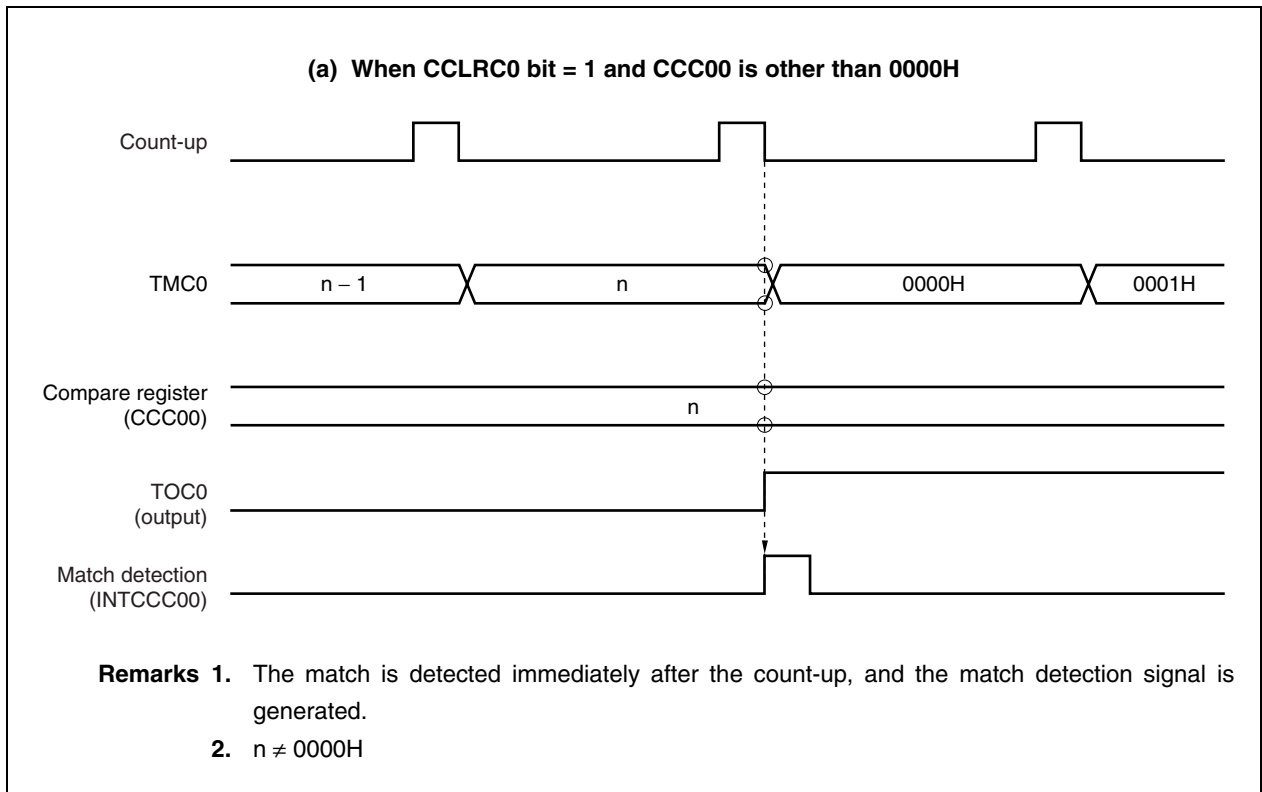 (a) When CCLRC0 bit = 1 and CCC00 is other than 0000H
Count-up
TMC0
n − 1
n
0000H
0001H
Compare register
(CCC00)
n
TOC0
(output)
Match detection
(INTCCC00)
Remarks 1. The match is detected immediately after the count-up, and the match detection signal is
generated.
2. n ≠ 0000H